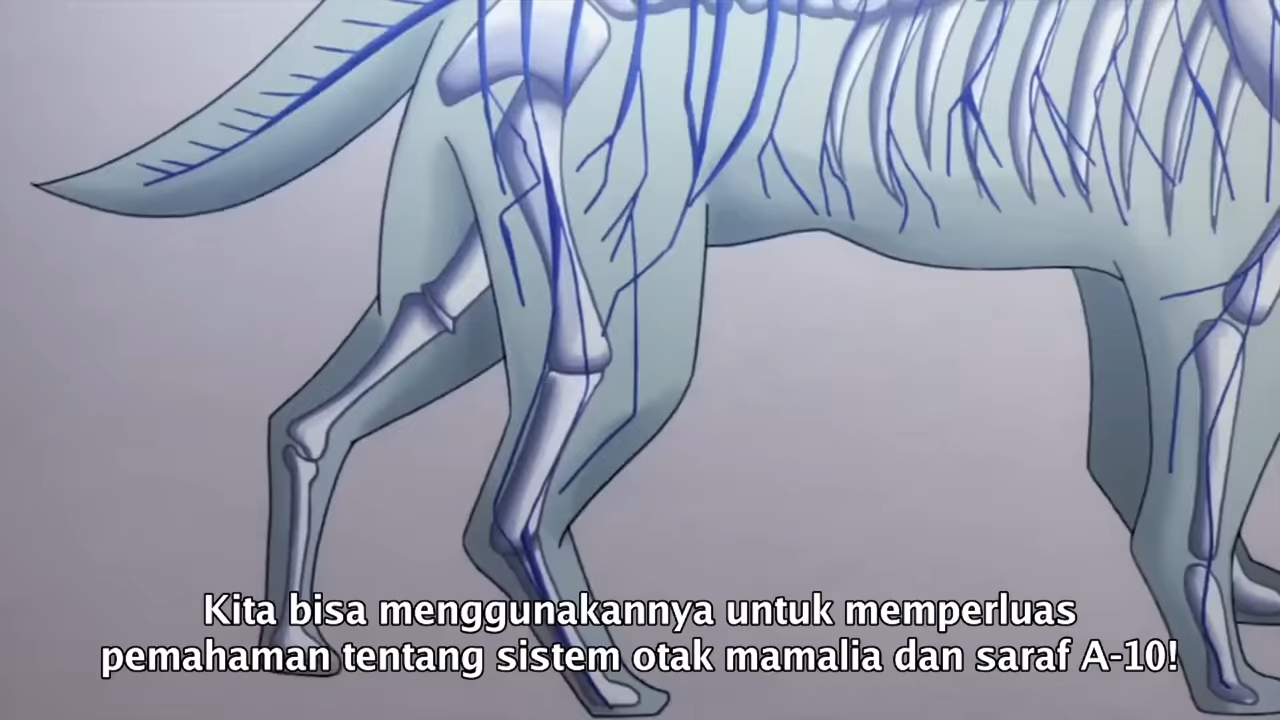 Kita bisa menggunakannya untuk memperluas
pemahaman tentang sistem otak mamalia dan saraf A-10!